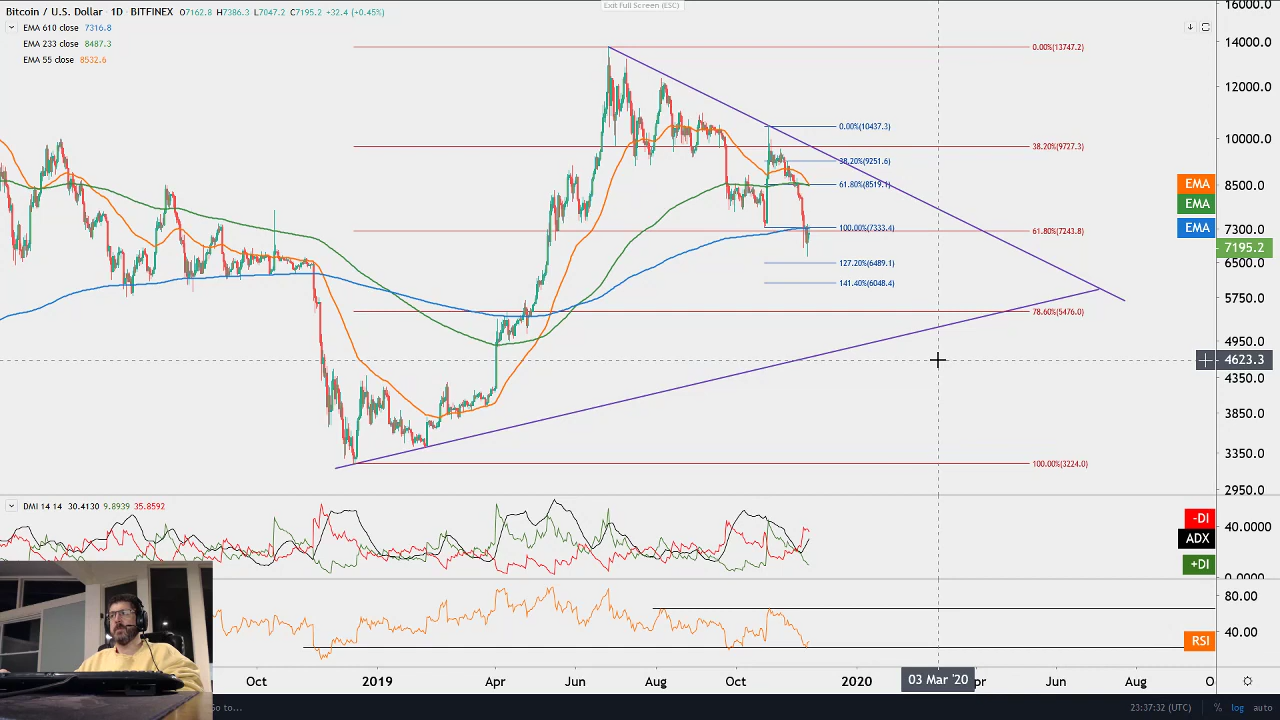 Bitcoin / U.S. Dollar · 1D · BITFINEX O7162.8 H7386.3 L7047.2 C7195.2 +32.4 (+0.45%)
Exit full Screen (ESC)
EMA 610 close 7316.8
EMA 233 close 8487.3
EMA 55 close 8532.6
16000.0
14000.0
12000.0
10000.0
8500.0
7300.0
7195.2
6500.0
5750.0
4950.0
4623.3
4350.0
3850.0
3350.0
2950.0
0.00%(13747.2)
38.20%(9727.3)
61.80%(7243.8)
78.60%(5476.0)
100.00%(3224.0)
0.00%(10437.3)
38.20%(9251.6)
61.80%(8519.1)
100.00%(7333.4)
127.20%(6489.1)
141.40%(6048.4)
EMA
EMA
EMA
DMI 14 14 30.4130 9.8939 35.8592
-DI
ADX
+DI
40.0000
0.0000
80.00
40.00
RSI
Oct 2019 Apr Jun Aug Oct 2020 03 Mar '20 pr Jun Aug O
Go to...
23:37:32 (UTC) % log auto